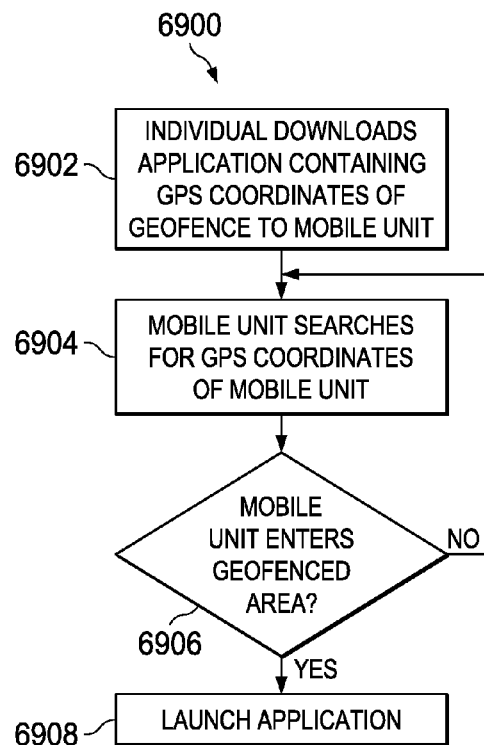 6900
6902
INDIVIDUAL DOWNLOADS
APPLICATION CONTAINING
GPS COORDINATES OF
GEOFENCE TO MOBILE UNIT
6904
MOBILE UNIT SEARCHES
FOR GPS COORDINATES
OF MOBILE UNIT
MOBILE
UNIT ENTERS
GEOFENCED
AREA?
NO
6906
YES
6908
LAUNCH APPLICATION